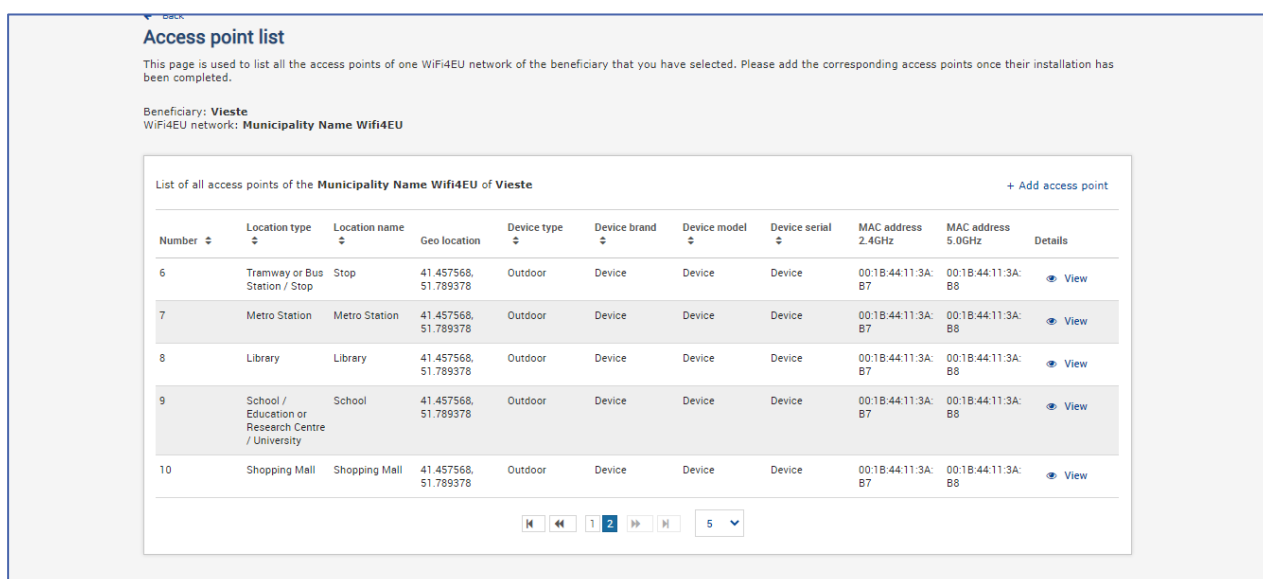 Back
Access point list
This page is used to list all the access points of one WiFi4EU network of the beneficiary that you have selected. Please add the corresponding access points once their installation has
been completed.
Beneficiary: Vieste
WiFi4EU network: Municipality Name Wifi4EU
List of all access points of the Municipality Name Wifi4EU of Vieste + Add access point
Number Location type Location name Geo location Device type Device brand Device model Device serial MAC address 2.4GHz MAC address 5.0GHz Details
6 Tramway or Bus Stop 41.457568, Outdoor Device Device Device 00:1B:44:11:3A: 00:1B:44:11:3A: View
Station / Stop 51.789378 B7 B8
7 Metro Station Metro Station 41.457568, Outdoor Device Device Device 00:1B:44:11:3A: 00:1B:44:11:3A: View
51.789378 B7 B8
8 Library Library 41.457568, Outdoor Device Device Device 00:1B:44:11:3A: 00:1B:44:11:3A: View
51.789378 B7 B8
9 School / School 41.457568, Outdoor Device Device Device 00:1B:44:11:3A: 00:1B:44:11:3A: View
Education or 51.789378 B7 B8
Research Centre
/ University
10 Shopping Mall Shopping Mall 41.457568, Outdoor Device Device Device 00:1B:44:11:3A: 00:1B:44:11:3A: View
51.789378 B7 B8
1 2 5